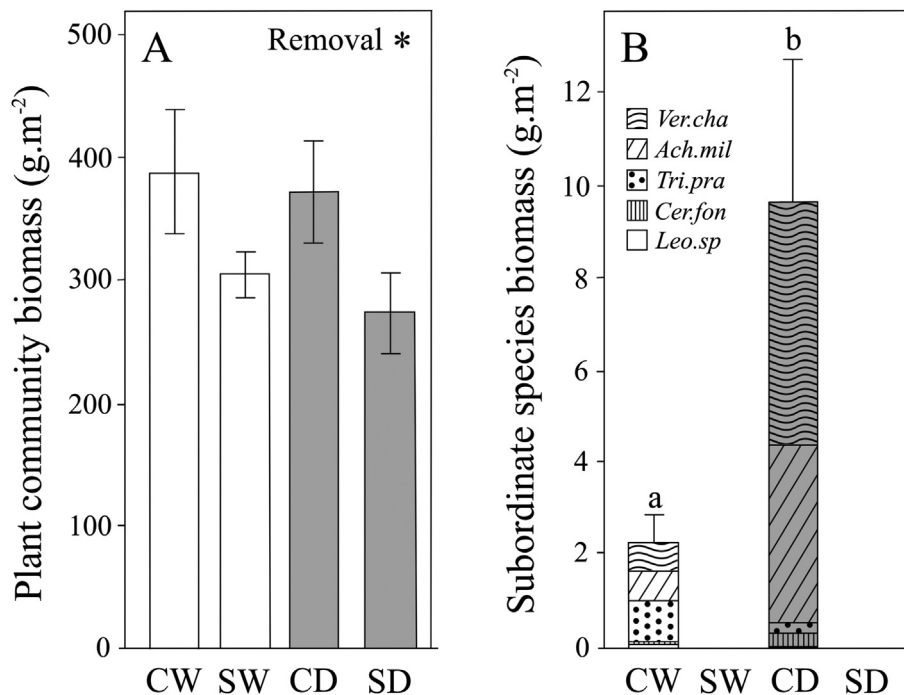 A
Removal *
Plant community biomass (g.m-2)
500
400
300
200
100
0
CW SW CD SD
B
Subordinate species biomass (g.m-2)
12
10
8
6
4
2
0
Ver.cha
Ach.mil
Tri.pra
Cer.fon
Leo.sp
a
b
CW SW CD SD